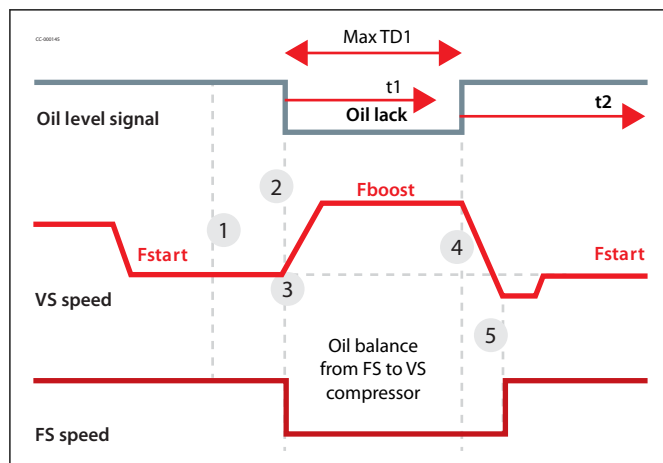 CC-000145
Max TD1
t1
t2
Oil level signal
Oil lack
2
Fboost
1
4
Fstart
Fstart
3
VS speed
5
Oil balance
from FS to VS
compressor
FS speed